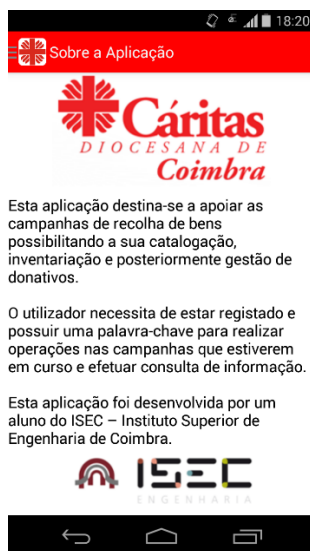 18:20
Sobre a Aplicação
Cáritas
DIOCESANA DE
Coimbra
Esta aplicação destina-se a apoiar as
campanhas de recolha de bens
possibilitando a sua catalogação,
inventariação e posteriormente gestão de
donativos.
O utilizador necessita de estar registado e
possuir uma palavra-chave para realizar
operações nas campanhas que estiverem
em curso e efetuar consulta de informação.
Esta aplicação foi desenvolvida por um
aluno do ISEC – Instituto Superior de
Engenharia de Coimbra.
ISEC
ENGENHARIA